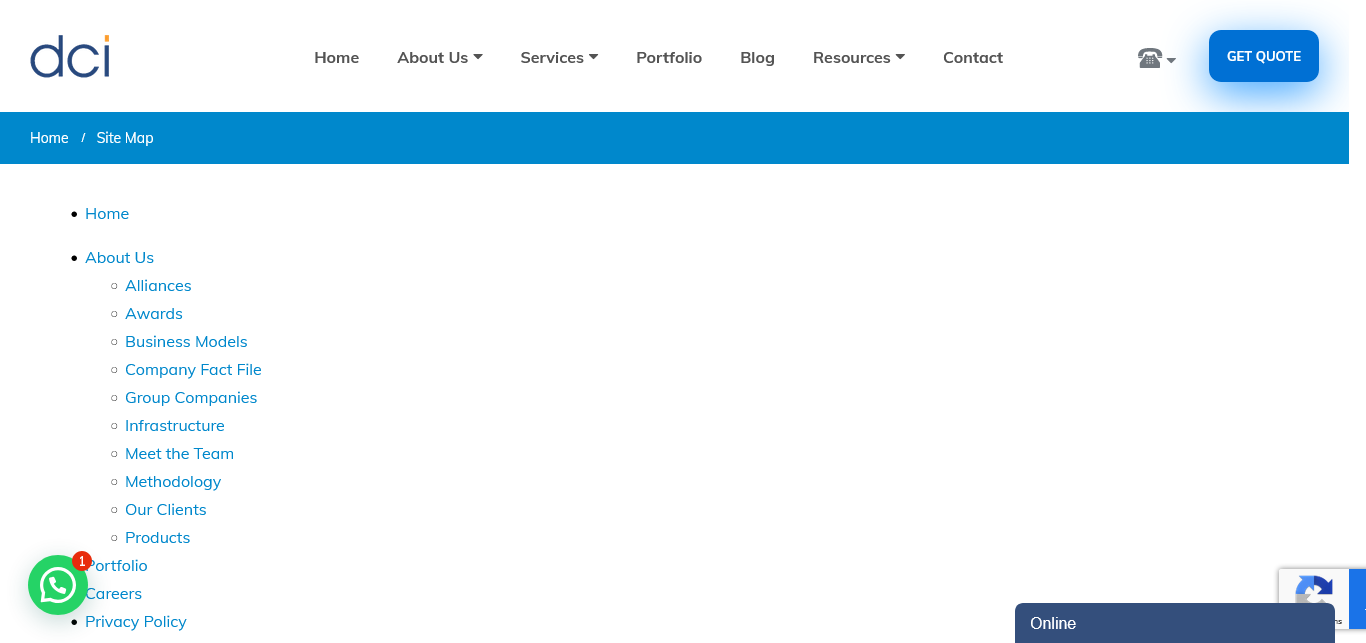 dci
Home About Us Services Portfolio Blog Resources Contact GET QUOTE
Home / Site Map
Home
About Us
Alliances
Awards
Business Models
Company Fact File
Group Companies
Infrastructure
Meet the Team
Methodology
Our Clients
Products
1
Portfolio
Careers
Privacy Policy
Online